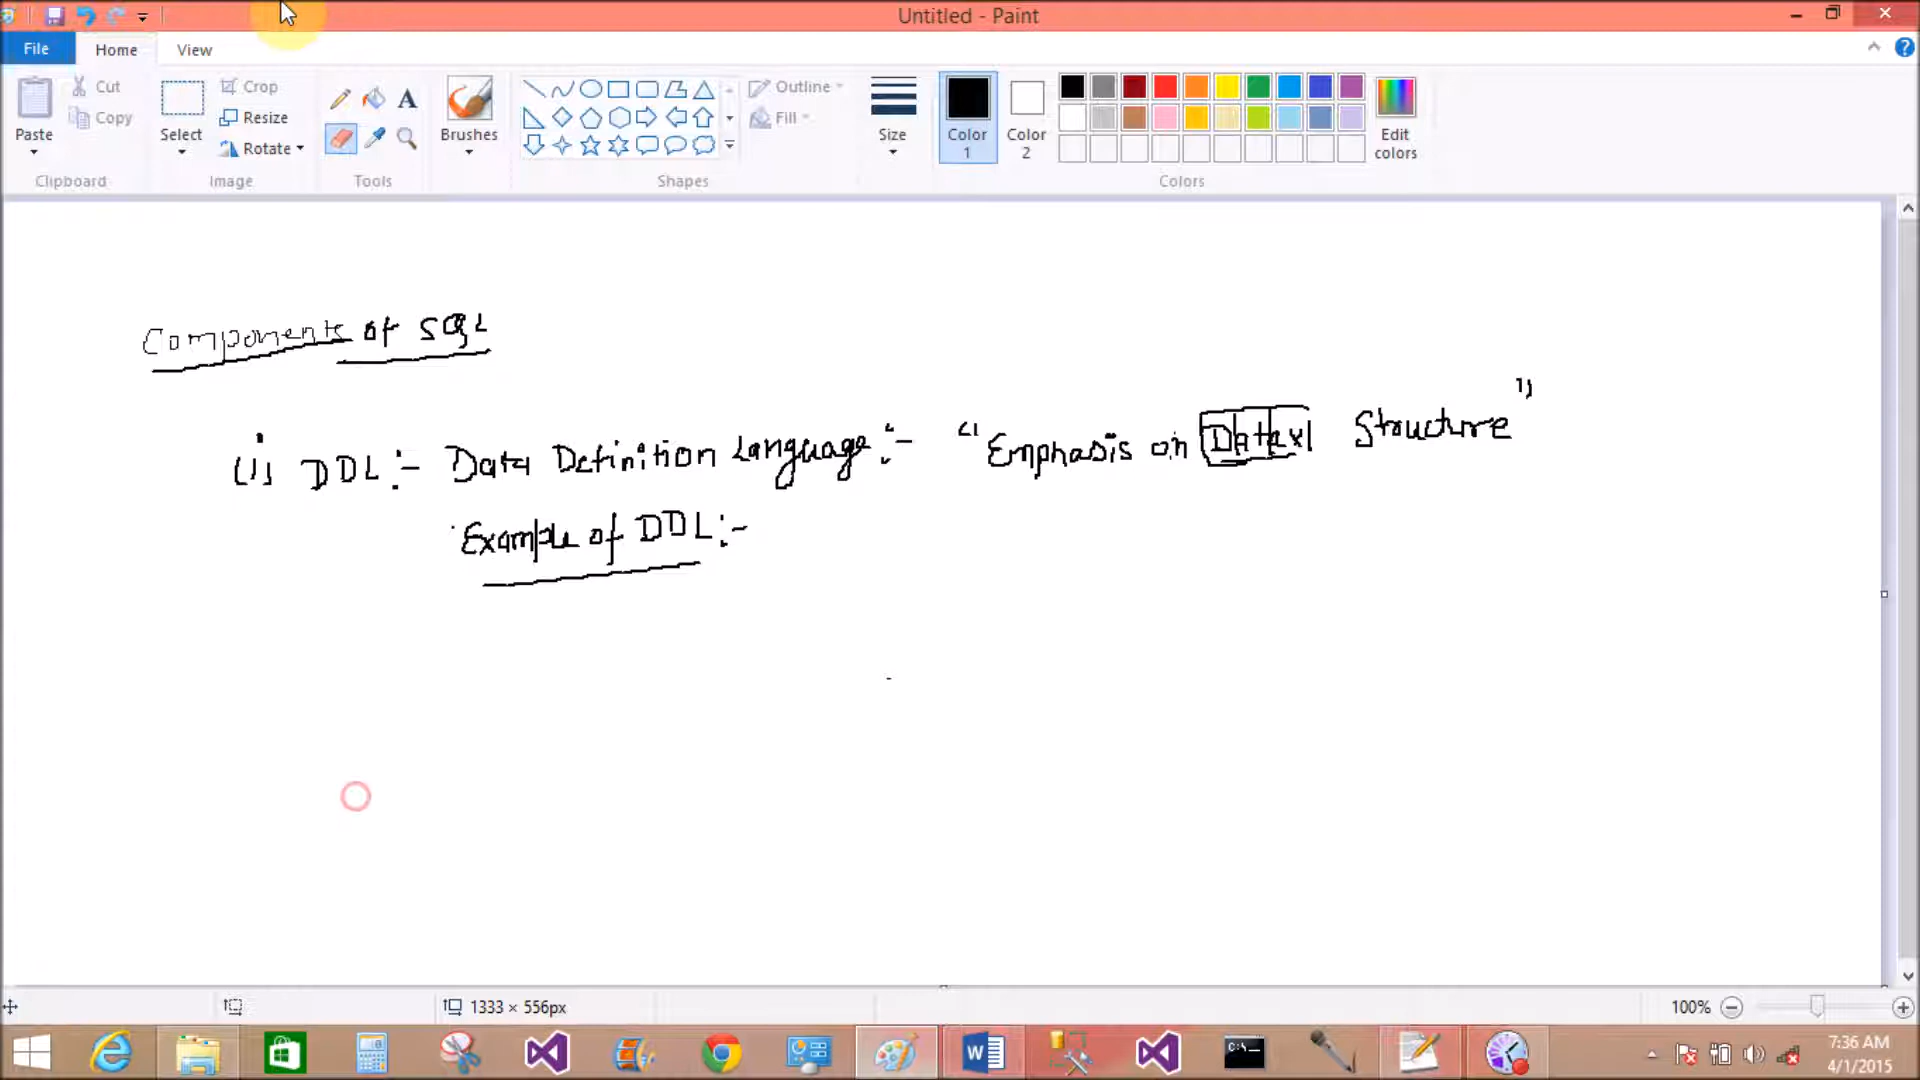 Untitled - Paint
File Home View
Paste Cut Copy Clipboard
Select Crop Resize Rotate Image
A Tools
Brushes
Outline Fill Shapes
Size
Color 1 Color 2 Edit colors Colors
Components of SQL
(1) DDL:- Data Definition Language:- "Emphasis on Structure"
Example of DDL:-
1333 × 556px 100%
7:36 AM
4/1/2015